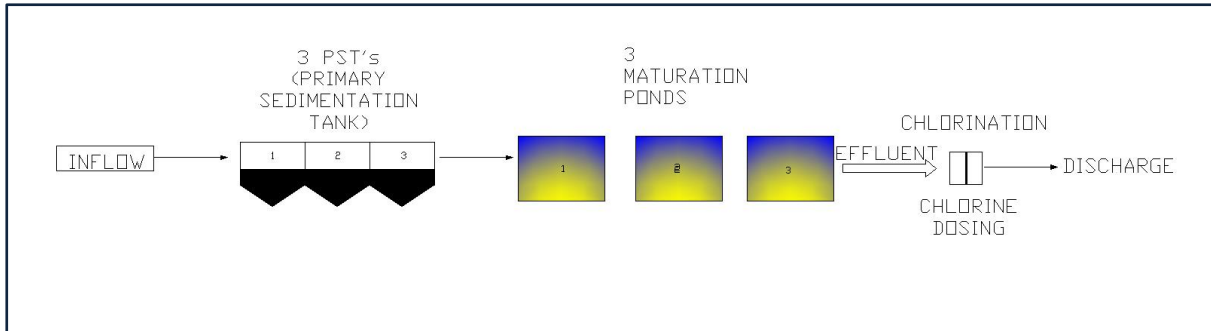 3 PST's
(PRIMARY
SEDIMENTATION
TANK)
3
MATURATION
PONDS
INFLOW
1
2
3
1
2
3
EFFLUENT
CHLORINATION
CHLORINE
DOSING
DISCHARGE